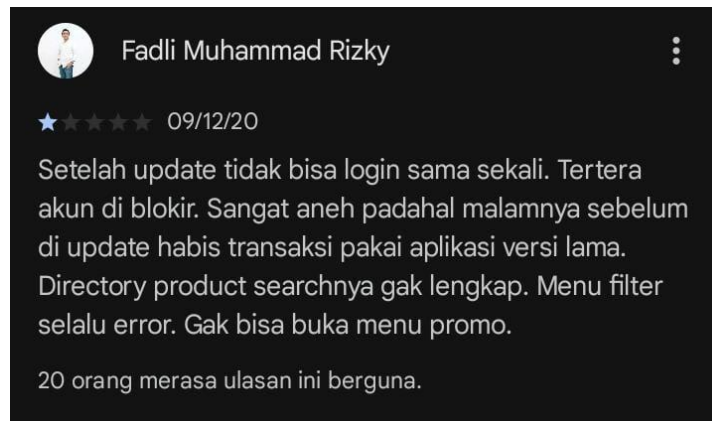 Fadli Muhammad Rizky
09/12/20
Setelah update tidak bisa login sama sekali. Tertera
akun di blokir. Sangat aneh padahal malamnya sebelum
di update habis transaksi pakai aplikasi versi lama.
Directory product searchnya gak lengkap. Menu filter
selalu error. Gak bisa buka menu promo.
20 orang merasa ulasan ini berguna.